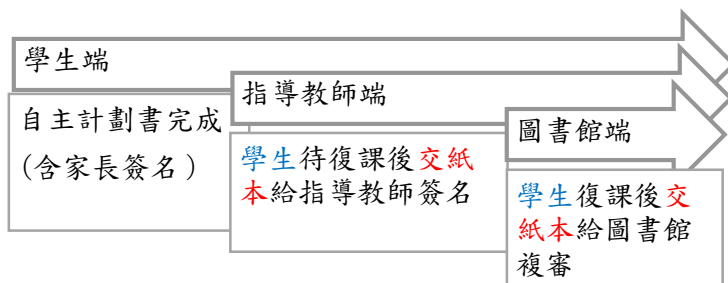 學生端
自主計劃書完成
(含家長簽名)
指導教師端
學生待復課後交紙
本給指導教師簽名
圖書館端
學生復課後交
紙本給圖書館
複審